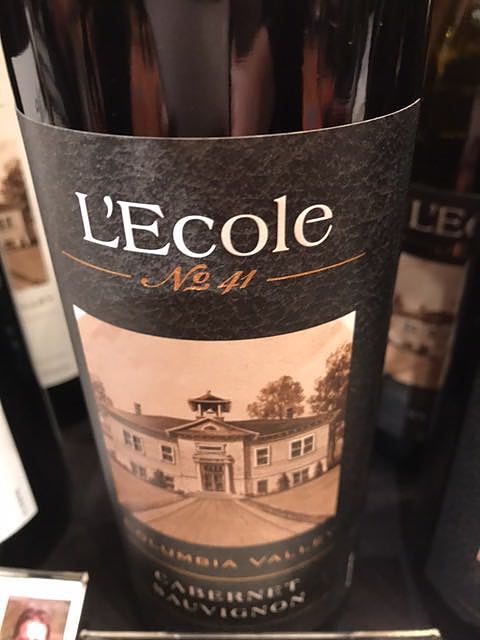 L'Ecole
No 41
COLUMBIA VALLEY
CABERNET
SAUVIGNON
L'EC